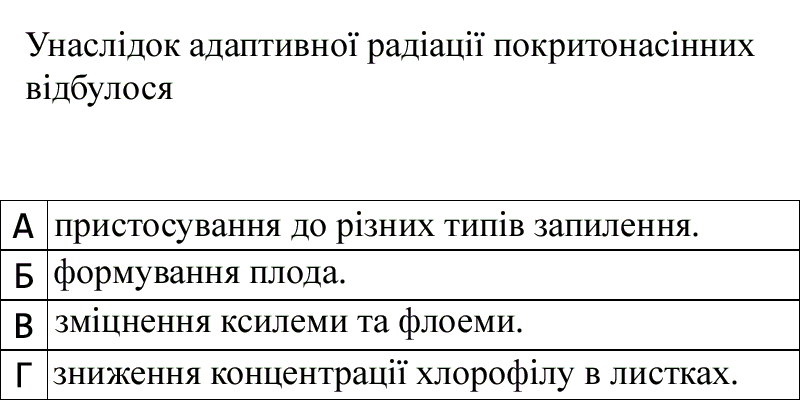 Унаслідок адаптивної радіації покритонасінних
відбулося
А пристосування до різних типів запилення.
Б формування плода.
В зміцнення ксилеми та флоеми.
Г зниження концентрації хлорофілу в листках.